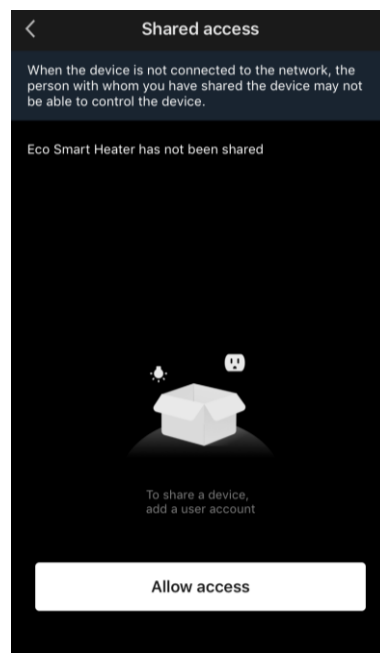 Shared access
When the device is not connected to the network, the
person with whom you have shared the device may not
be able to control the device.
Eco Smart Heater has not been shared
To share a device,
add a user account
Allow access